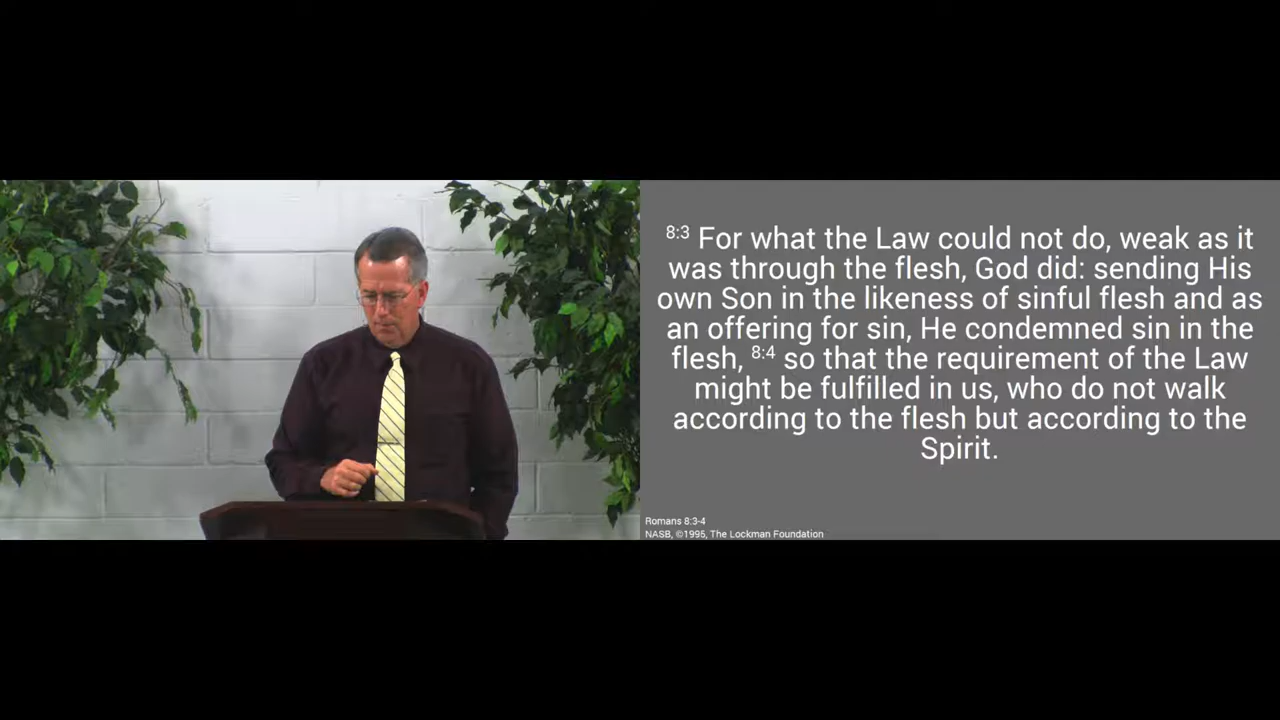 8:3 For what the Law could not do, weak as it
was through the flesh, God did: sending His
own Son in the likeness of sinful flesh and as
an offering for sin, He condemned sin in the
flesh, 8:4 so that the requirement of the Law
might be fulfilled in us, who do not walk
according to the flesh but according to the
Spirit.
Romans 8:3-4
NASB, ©1995, The Lockman Foundation